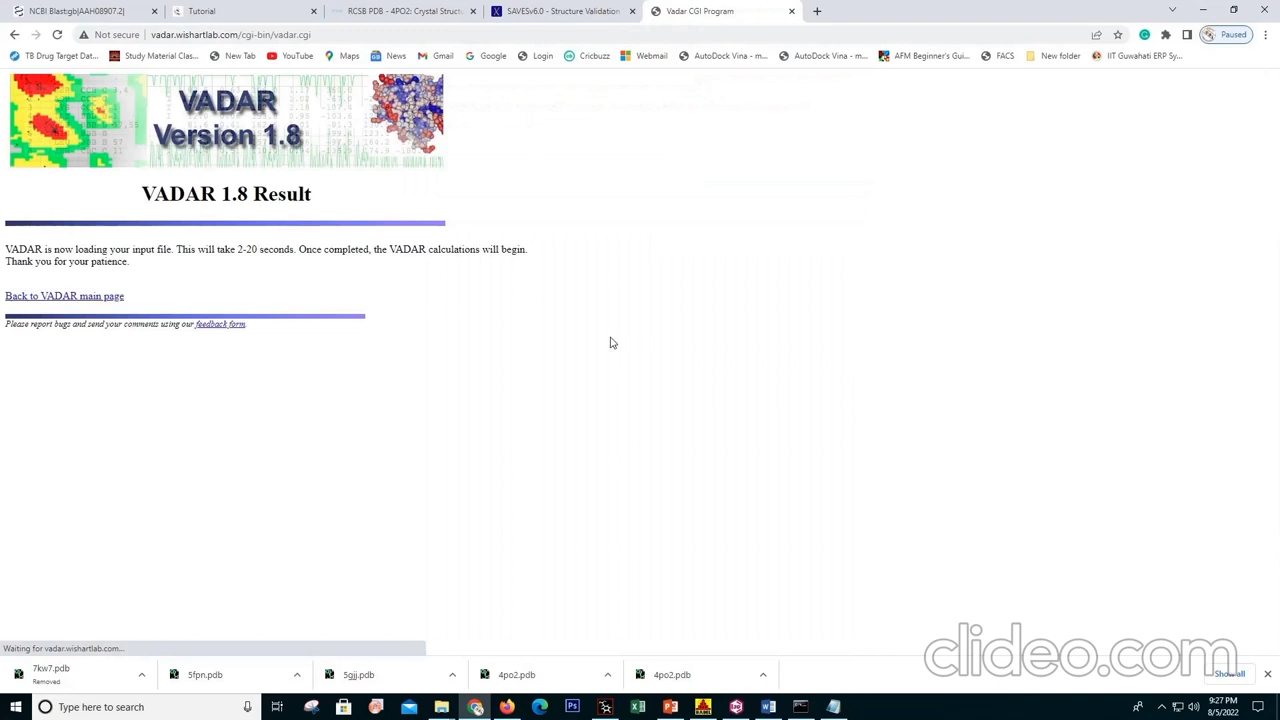 NCBI Blast:gb|AAH08907.2|
Tutorial
RCSB PDB - 4PO2: Crystal Struct
SAVESv6.0 - Structure Validation
Vadar CGI Program
Not secure | vadar.wishartlab.com/cgi-bin/vadar.cgi
Paused
TB Drug Target Dat...
Study Material Clas...
New Tab
YouTube
Maps
News
Gmail
Google
Login
Cricbuzz
Webmail
AutoDock Vina - m...
AutoDock Vina - m...
AFM Beginner's Gui...
FACS
New folder
IIT Guwahati ERP Sy...
VADAR
Version 1.8
VADAR 1.8 Result
VADAR is now loading your input file. This will take 2-20 seconds. Once completed, the VADAR calculations will begin.
Thank you for your patience.
Back to VADAR main page
Please report bugs and send your comments using our feedback form.
Waiting for vadar.wishartlab.com...
7kw7.pdb
Removed
5fpn.pdb
5gjj.pdb
4po2.pdb
4po2.pdb
Show all
clideo.com
Type here to search
9:27 PM
8/5/2022